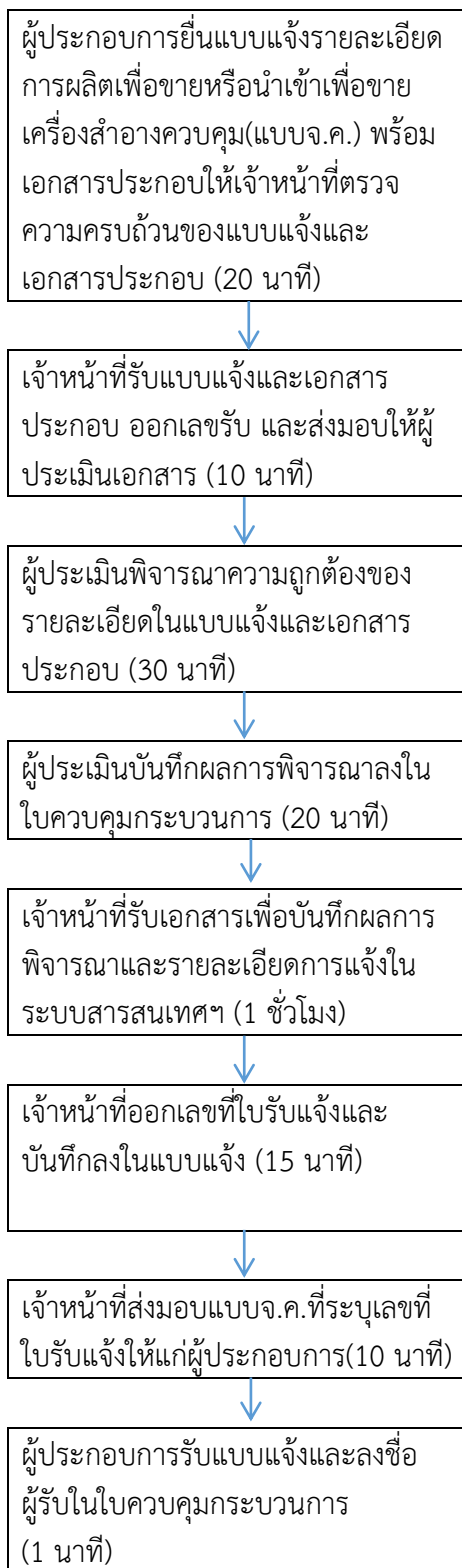 ผู้ประกอบการยื่นแบบแจ้งรายละเอียด
การผลิตเพื่อขายหรือนำเข้าเพื่อขาย
เครื่องสำอางควบคุม(แบบจ.ค.) พร้อม
เอกสารประกอบให้เจ้าหน้าที่ตรวจ
ความครบถ้วนของแบบแจ้งและ
เอกสารประกอบ (20 นาที)
เจ้าหน้าที่รับแบบแจ้งและเอกสาร
ประกอบ ออกเลขรับ และส่งมอบให้ผู้
ประเมินเอกสาร (10 นาที)
ผู้ประเมินพิจารณาความถูกต้องของ
รายละเอียดในแบบแจ้งและเอกสาร
ประกอบ (30 นาที)
ผู้ประเมินบันทึกผลการพิจารณาลงใน
ใบควบคุมกระบวนการ (20 นาที)
เจ้าหน้าที่รับเอกสารเพื่อบันทึกผลการ
พิจารณาและรายละเอียดการแจ้งใน
ระบบสารสนเทศฯ (1 ชั่วโมง)
เจ้าหน้าที่ออกเลขที่ใบรับแจ้งและ
บันทึกลงในแบบแจ้ง (15 นาที)
เจ้าหน้าที่ส่งมอบแบบจ.ค.ที่ระบุเลขที่
ใบรับแจ้งให้แก่ผู้ประกอบการ(10 นาที)
ผู้ประกอบการรับแบบแจ้งและลงชื่อ
ผู้รับในใบควบคุมกระบวนการ
(1 นาที)